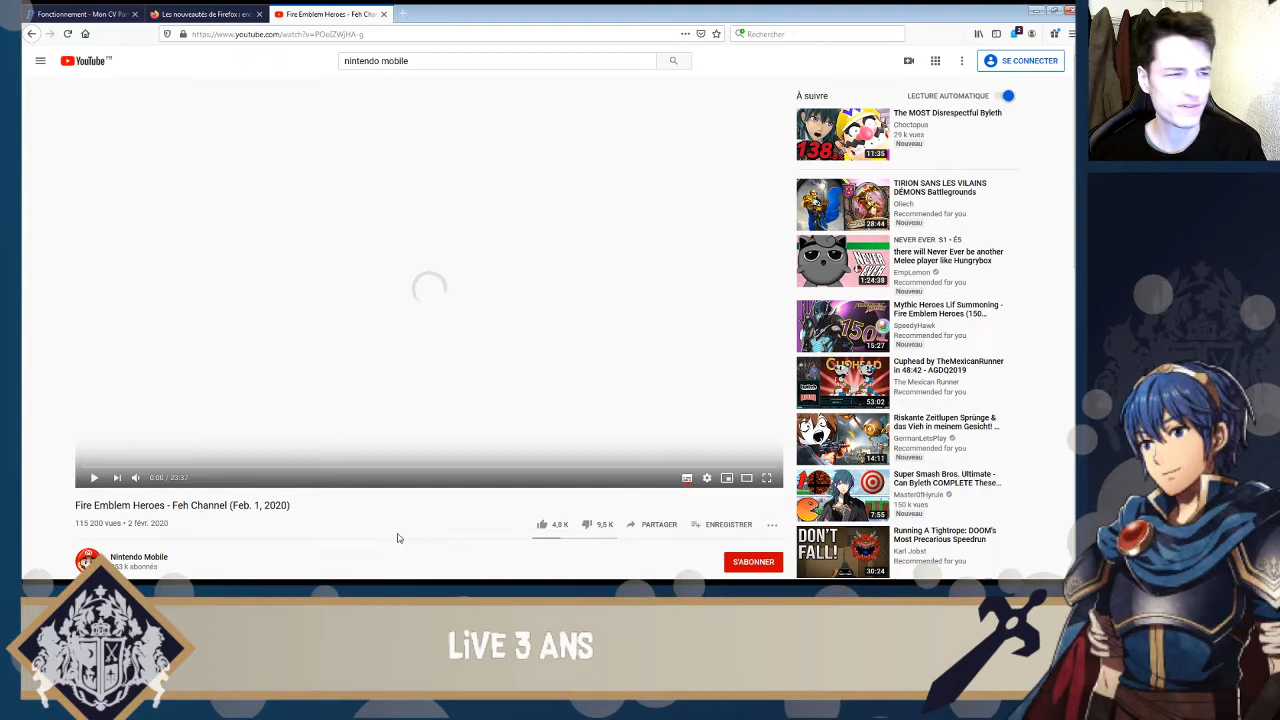 Fonctionnement - Mon CV Par
Les nouveautés de Firefox : en
Fire Emblem Heroes - Feh Chan
https://www.youtube.com/watch?v=POoIZWjHA-g
Rechercher
2
YouTube FR
nintendo mobile
SE CONNECTER
À suivre
LECTURE AUTOMATIQUE
The MOST Disrespectful Byleth
Choctopus
29 k vues
Nouveau
11:35
TIRION SANS LES VILAINS
DÉMONS Battlegrounds
Oliech
Recommended for you
Nouveau
28:44
NEVER EVER S1 • É5
there will Never Ever be another
Melee player like Hungrybox
EmpLemon
Recommended for you
Nouveau
1:24:38
Mythic Heroes Lif Summoning -
Fire Emblem Heroes (150...
SpeedyHawk
Recommended for you
Nouveau
15:27
Cuphead by TheMexicanRunner
in 48:42 - AGDQ2019
The Mexican Runner
Recommended for you
53:02
Riskante Zeitlupen Sprünge &
das Vieh in meinem Gesicht! ...
GermanLetsPlay
Recommended for you
Nouveau
14:11
Super Smash Bros. Ultimate -
Can Byleth COMPLETE These...
MasterOfHyrule
150 k vues
Nouveau
7:55
DON'T
FALL!
Running A Tightrope: DOOM's
Most Precarious Speedrun
Karl Jobst
Recommended for you
30:24
0:00 / 23:37
Fire Emblem Heroes - Feh Channel (Feb. 1, 2020)
115 200 vues • 2 févr. 2020
4,8 K
9,5 K
PARTAGER
ENREGISTRER
Nintendo Mobile
k abonnés
S'ABONNER
LiVE 3 ANS